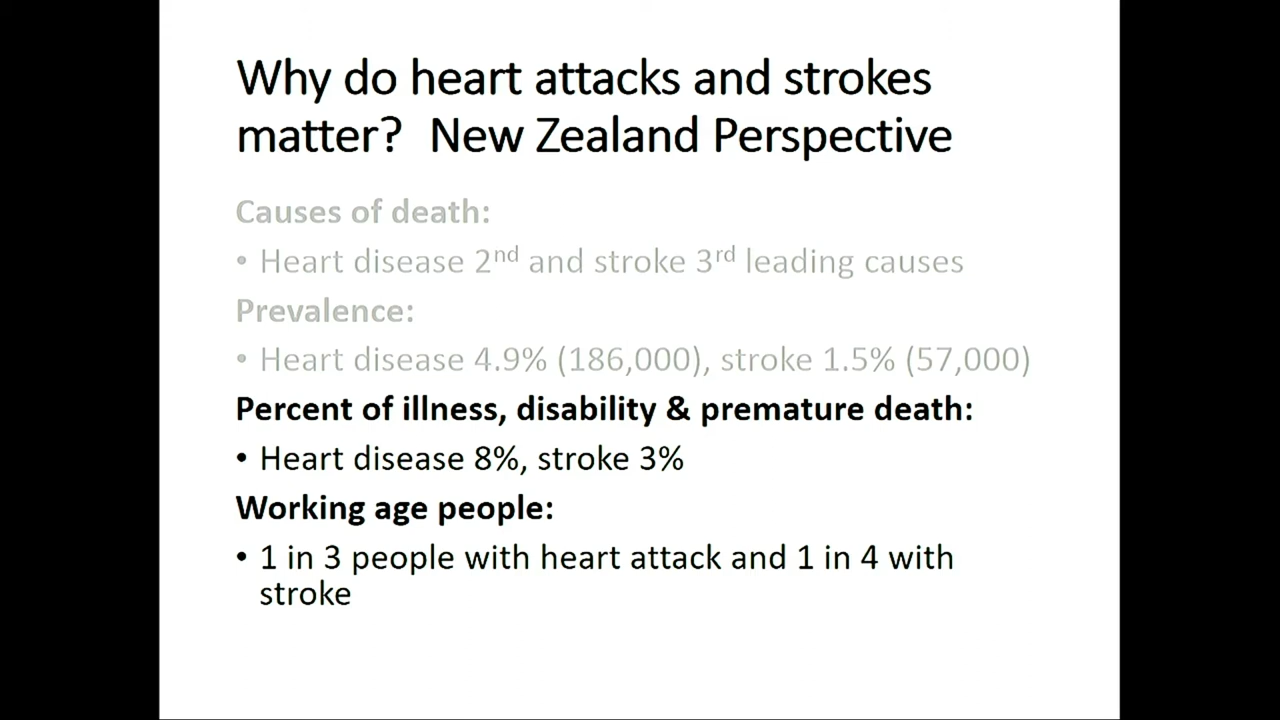 Why do heart attacks and strokes
matter? New Zealand Perspective
Causes of death:
• Heart disease 2nd and stroke 3rd leading causes
Prevalence:
• Heart disease 4.9% (186,000), stroke 1.5% (57,000)
Percent of illness, disability & premature death:
• Heart disease 8%, stroke 3%
Working age people:
• 1 in 3 people with heart attack and 1 in 4 with
stroke